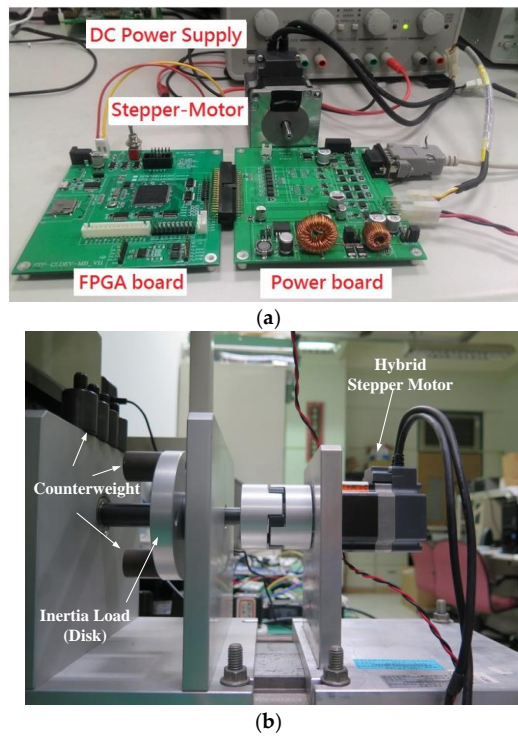 DC Power Supply
Stepper-Motor
FPGA board
Power board
(a)
Hybrid
Stepper Motor
Counterweight
Inertia Load
(Disk)
(b)